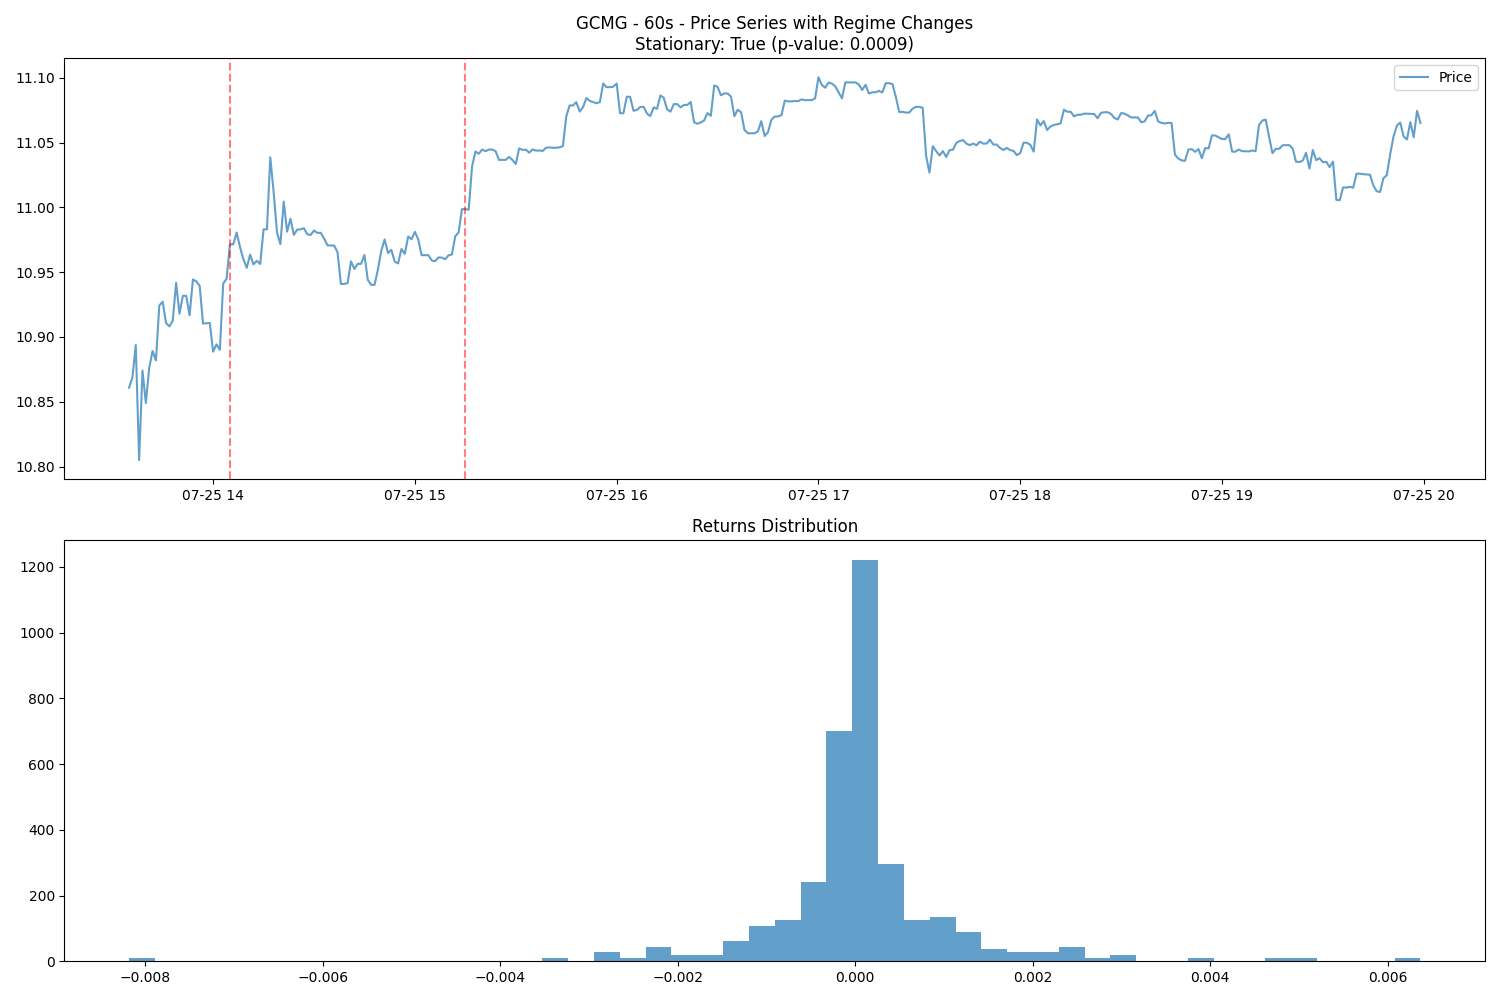 GCMG - 60s - Price Series with Regime Changes
Stationary: True (p-value: 0.0009)
Price
11.10
11.05
11.00
10.95
10.90
10.85
10.80
07-25 14 07-25 15 07-25 16 07-25 17 07-25 18 07-25 19 07-25 20
Returns Distribution
1200
1000
800
600
400
200
0
−0.008 −0.006 −0.004 −0.002 0.000 0.002 0.004 0.006